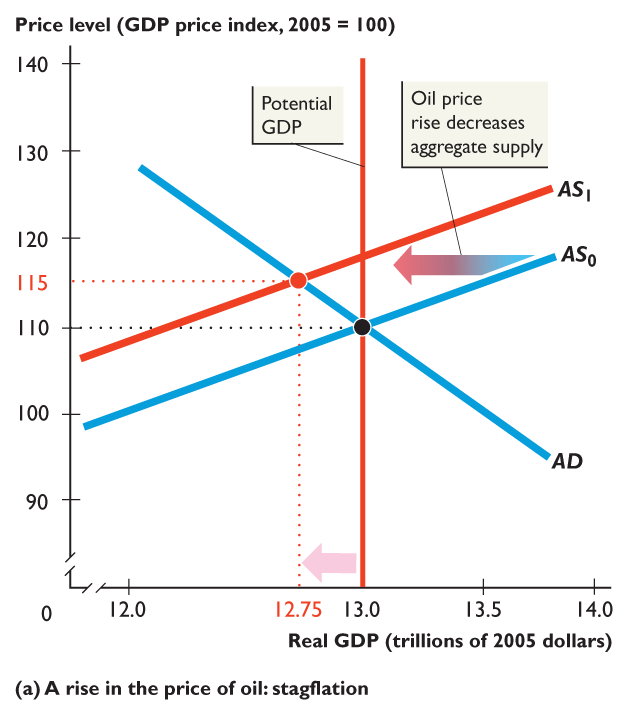 Price level (GDP price index, 2005 = 100)
140
Potential
GDP
Oil price
rise decreases
aggregate supply
130
AS1
120
AS0
115
110
100
AD
90
0
12.0
12.75
13.0
13.5
14.0
Real GDP (trillions of 2005 dollars)
(a) A rise in the price of oil: stagflation